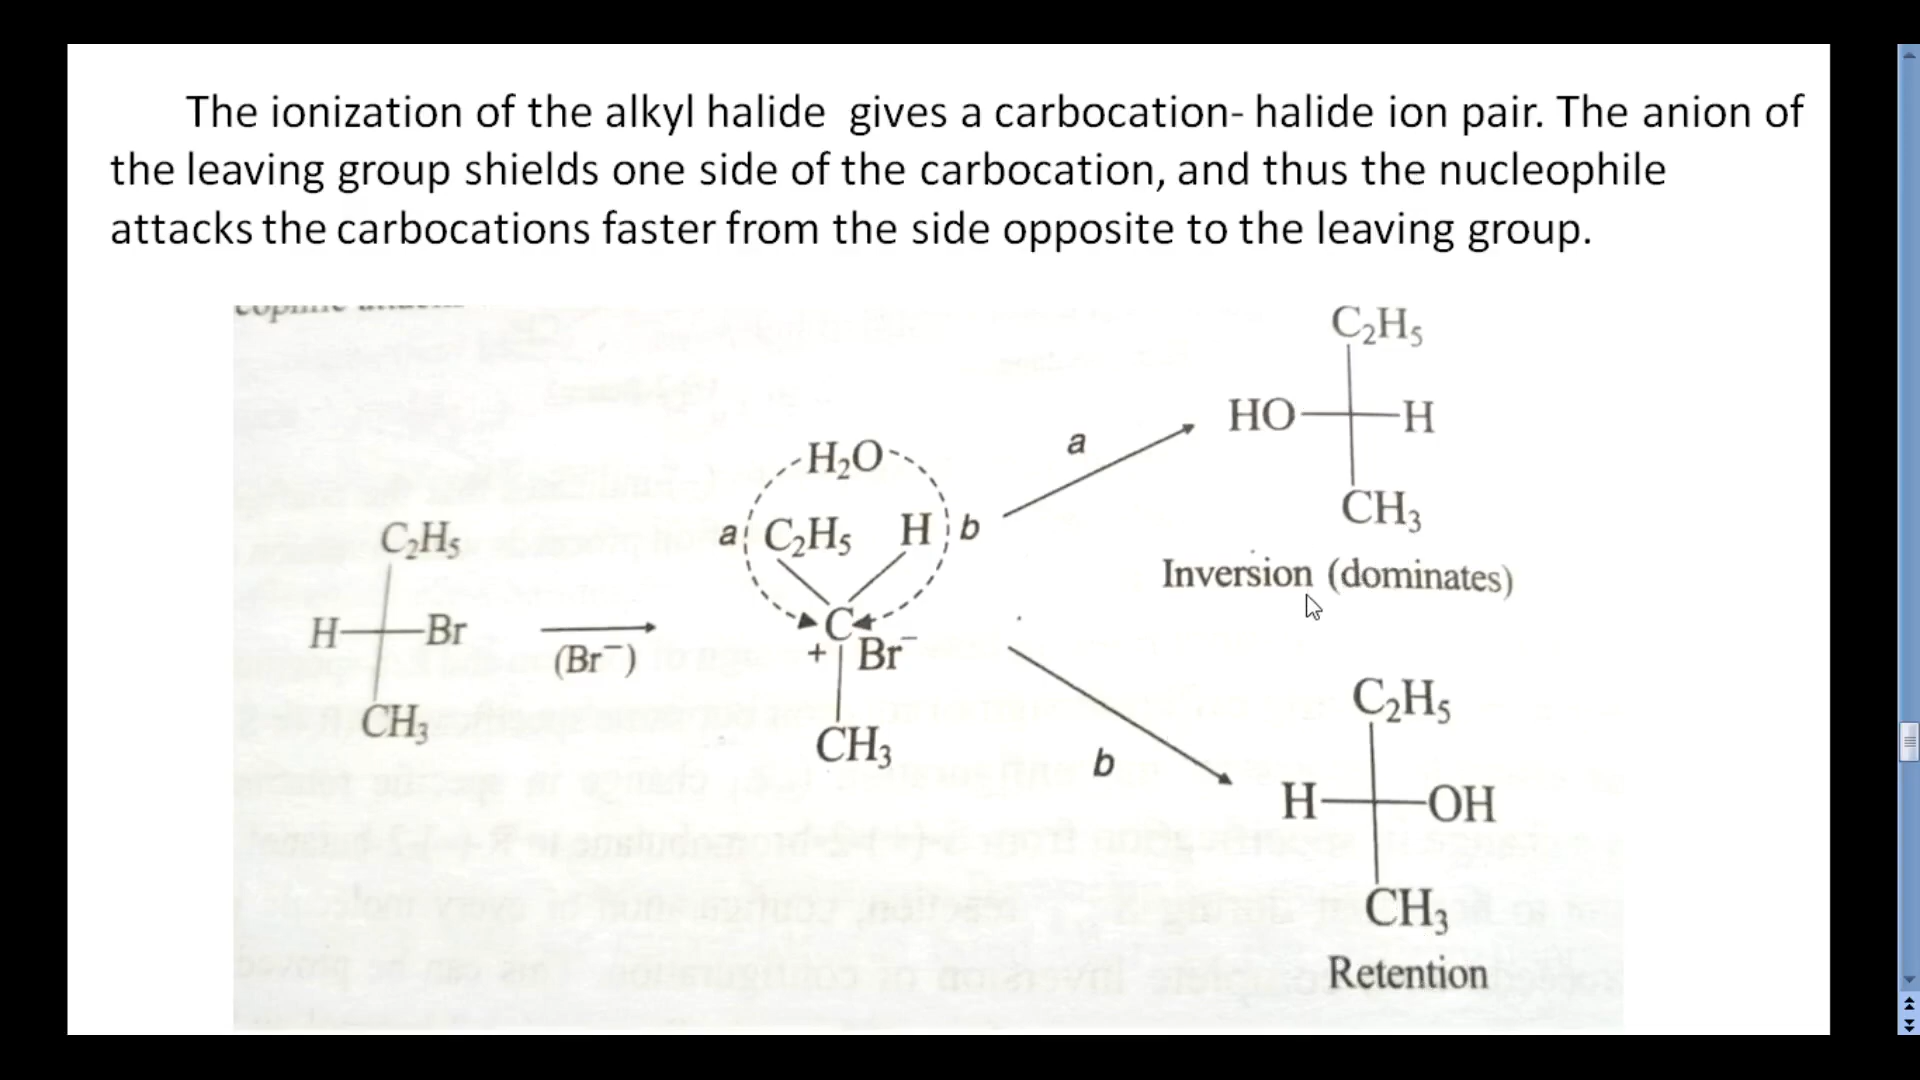 The ionization of the alkyl halide gives a carbocation- halide ion pair. The anion of
the leaving group shields one side of the carbocation, and thus the nucleophile
attacks the carbocations faster from the side opposite to the leaving group.
C₂H₅
H Br
CH₃
(Br⁻)
H₂O
a C₂H₅ H b
C
+ Br⁻
CH₃
a
C₂H₅
HO H
CH₃
Inversion (dominates)
b
C₂H₅
H OH
CH₃
Retention